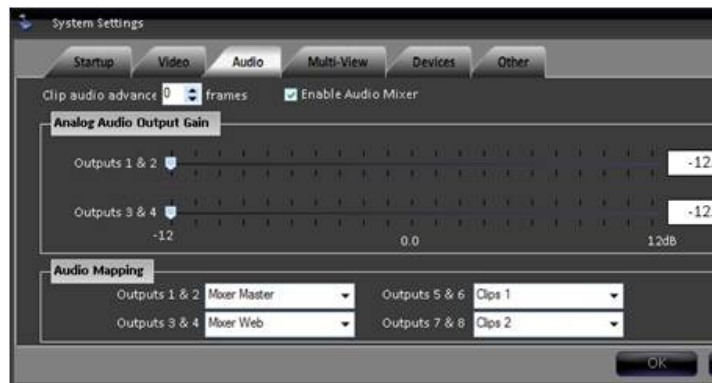 System Settings
Startup Video Audio Multi-View Devices Other
Clip audio advance 0 frames Enable Audio Mixer
Analog Audio Output Gain
Outputs 1 & 2 -12
Outputs 3 & 4 -12
-12 0.0 12dB
Audio Mapping
Outputs 1 & 2 Mixer Master Outputs 5 & 6 Clips 1
Outputs 3 & 4 Mixer Web Outputs 7 & 8 Clips 2
OK